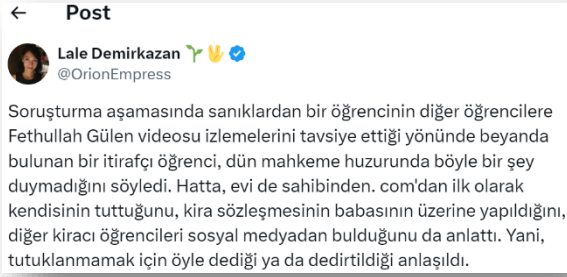 ← Post
Lale Demirkazan 🌱🖖
@OrionEmpress
Soruşturma aşamasında sanıklardan bir öğrencinin diğer öğrencilere
Fethullah Gülen videosu izlemelerini tavsiye ettiği yönünde beyanda
bulunan bir itirafçı öğrenci, dün mahkeme huzurunda böyle bir şey
duymadığını söyledi. Hatta, evi de sahibinden. com'dan ilk olarak
kendisinin tuttuğunu, kira sözleşmesinin babasının üzerine yapıldığını,
diğer kiracı öğrencileri sosyal medyadan bulduğunu da anlattı. Yani,
tutuklanmamak için öyle dediği ya da dedirtildiği anlaşıldı.